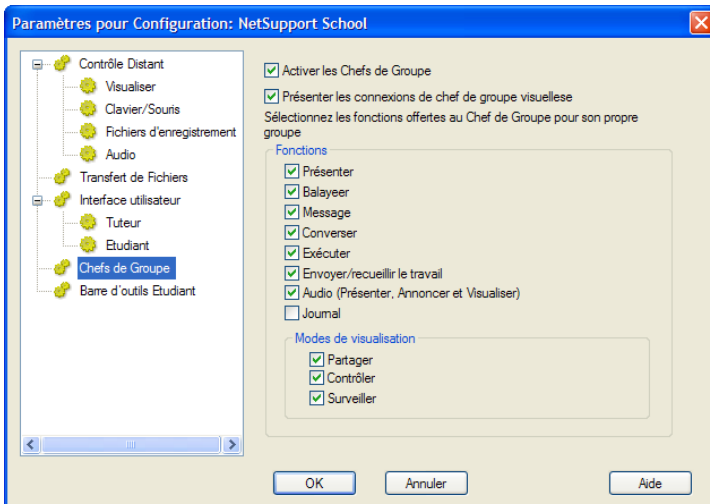 Paramètres pour Configuration: NetSupport School
Contrôle Distant
Visualiser
Clavier/Souris
Fichiers d'enregistrement
Audio
Transfert de Fichiers
Interface utilisateur
Tuteur
Etudiant
Chefs de Groupe
Barre d'outils Etudiant
Activer les Chefs de Groupe
Présenter les connexions de chef de groupe visuellese
Sélectionnez les fonctions offertes au Chef de Groupe pour son propre
groupe
Fonctions
Présenter
Balayeer
Message
Converser
Exécuter
Envoyer/recueillir le travail
Audio (Présenter, Annoncer et Visualiser)
Journal
Modes de visualisation
Partager
Contrôler
Surveiller
OK
Annuler
Aide